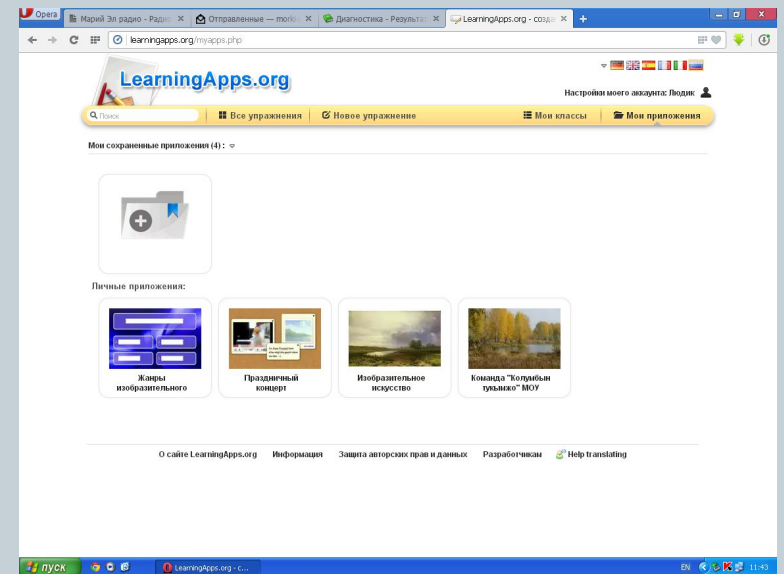 Opera
Марий Эл радио - Радио
Отправленные — morki
Диагностика - Результат
LearningApps.org - созда
learningapps.org/myapps.php
LearningApps.org
Настройки моего аккаунта: Людик
Поиск
Все упражнения
Новое упражнение
Мои классы
Мои приложения
Мои сохраненные приложения (4) :
Личные приложения:
Жанры
изобразительного
Праздничный
концерт
Изобразительное
искусство
Команда "Колумбын
тукымжо" МОУ
О сайте LearningApps.org Информация Защита авторских прав и данных Разработчикам Help translating
пуск
LearningApps.org - с...
EN
11:43